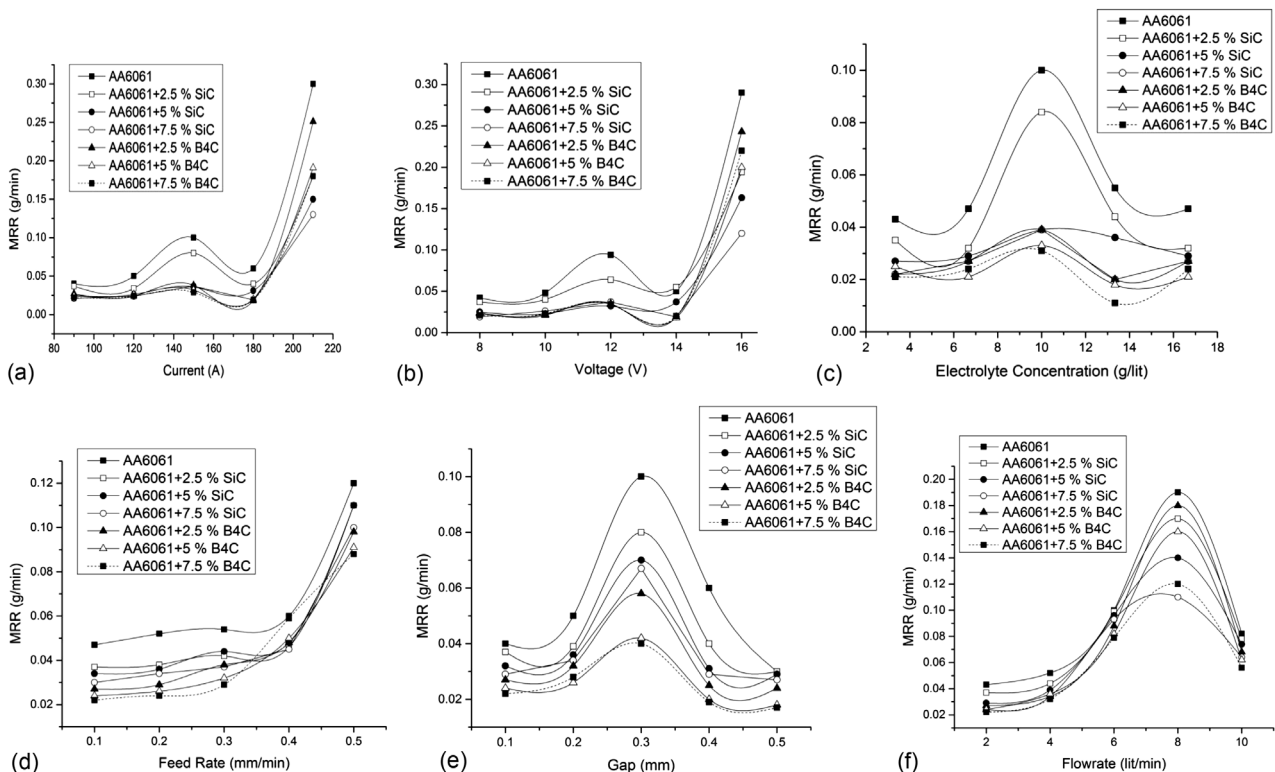 AA6061
AA6061+2.5 % SiC
AA6061+5 % SiC
AA6061+7.5 % SiC
AA6061+2.5 % B4C
AA6061+5 % B4C
AA6061+7.5 % B4C
0.30
0.25
0.20
0.15
0.10
0.05
0.00
MRR (g/min)
80 100 120 140 160 180 200 220
Current (A)
(a)
AA6061
AA6061+2.5 % SiC
AA6061+5 % SiC
AA6061+7.5 % SiC
AA6061+2.5 % B4C
AA6061+5 % B4C
AA6061+7.5 % B4C
0.30
0.25
0.20
0.15
0.10
0.05
0.00
MRR (g/min)
8 10 12 14 16
Voltage (V)
(b)
AA6061
AA6061+2.5 % SiC
AA6061+5 % SiC
AA6061+7.5 % SiC
AA6061+2.5 % B4C
AA6061+5 % B4C
AA6061+7.5 % B4C
0.10
0.08
0.06
0.04
0.02
0.00
MRR (g/min)
2 4 6 8 10 12 14 16 18
Electrolyte Concentration (g/lit)
(c)
AA6061
AA6061+2.5 % SiC
AA6061+5 % SiC
AA6061+7.5 % SiC
AA6061+2.5 % B4C
AA6061+5 % B4C
AA6061+7.5 % B4C
0.12
0.10
0.08
0.06
0.04
0.02
MRR (g/min)
0.1 0.2 0.3 0.4 0.5
Feed Rate (mm/min)
(d)
AA6061
AA6061+2.5 % SiC
AA6061+5 % SiC
AA6061+7.5 % SiC
AA6061+2.5 % B4C
AA6061+5 % B4C
AA6061+7.5 % B4C
0.10
0.08
0.06
0.04
0.02
MRR (g/min)
0.1 0.2 0.3 0.4 0.5
Gap (mm)
(e)
AA6061
AA6061+2.5 % SiC
AA6061+5 % SiC
AA6061+7.5 % SiC
AA6061+2.5 % B4C
AA6061+5 % B4C
AA6061+7.5 % B4C
0.20
0.18
0.16
0.14
0.12
0.10
0.08
0.06
0.04
0.02
MRR (g/min)
2 4 6 8 10
Flowrate (lit/min)
(f)